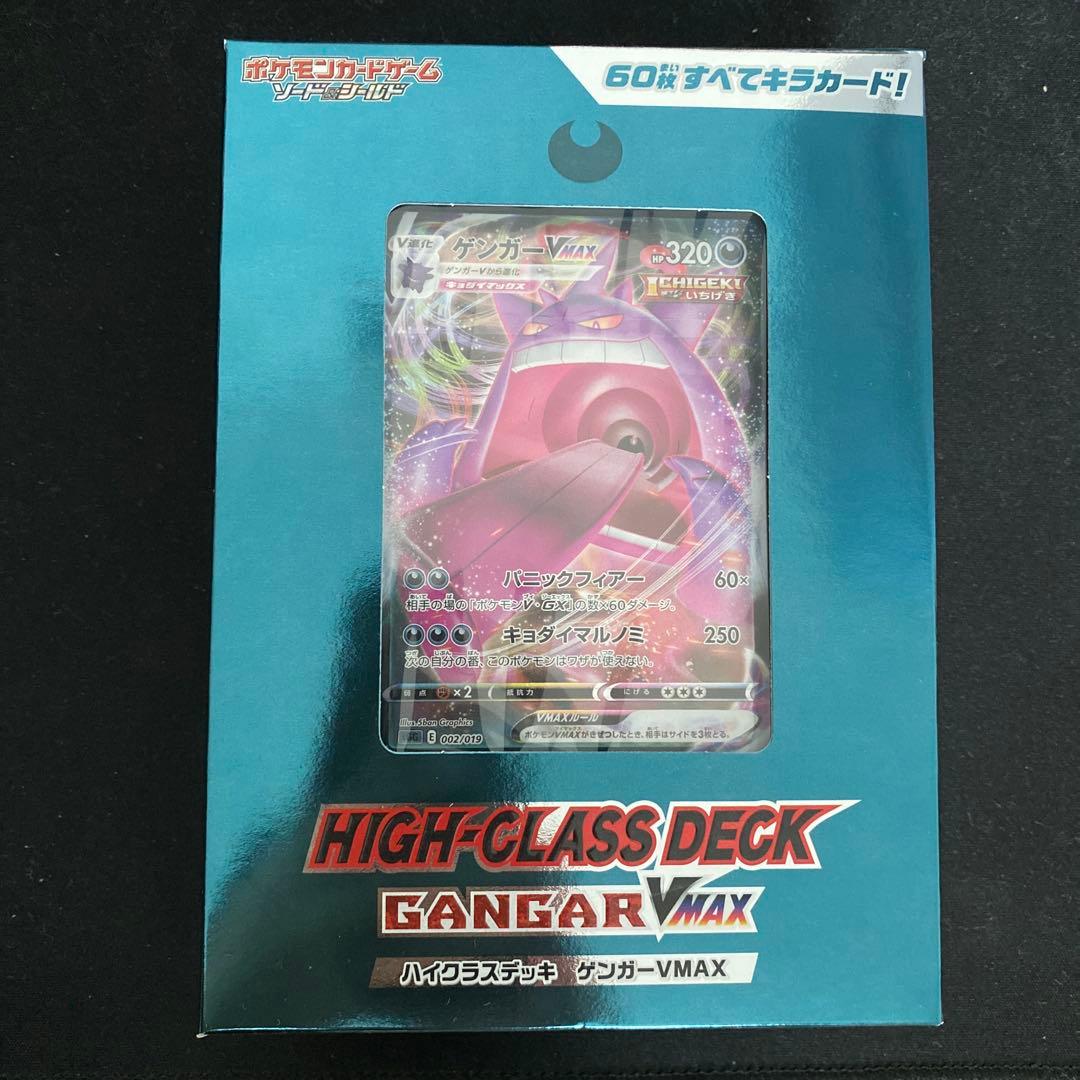 ポケモンカードゲーム
ソード&シールド
60枚すべてキラカード!
まい
V進化
ゲンガーVMAX
HP320
ゲンガーVから進化
キョダイマックス
ICHIGEKI
いちげき
パニックフィアー 60×
相手の場の「ポケモンV・GX」の数×60ダメージ。
キョダイマルノミ 250
次の自分の番、このポケモンはワザが使えない。
弱点 ×2 抵抗力 にげる
Illus. 5ban Graphics
VMAXルール
E 002/019
ポケモンVMAXがきぜつしたとき、相手はサイドを3枚とる。
HIGH-CLASS DECK
GANGAR VMAX
ハイクラスデッキ ゲンガーVMAX